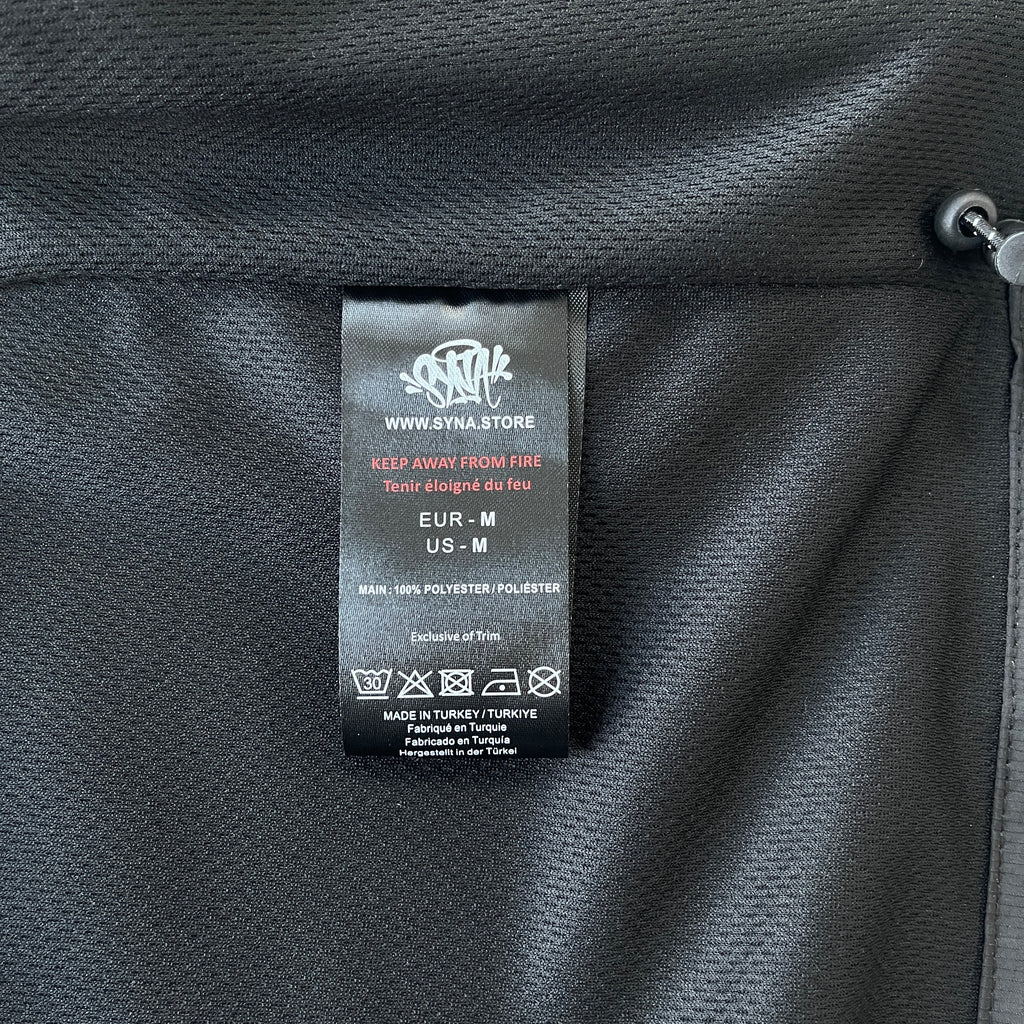 SYNA
WWW.SYNA.STORE
KEEP AWAY FROM FIRE
Tenir éloigné du feu
EUR - M
US - M
MAIN : 100% POLYESTER / POLIÉSTER
Exclusive of Trim
30
MADE IN TURKEY / TURKIYE
Fabriqué en Turquie
Fabricado en Turquía
Hergestellt in der Türkei